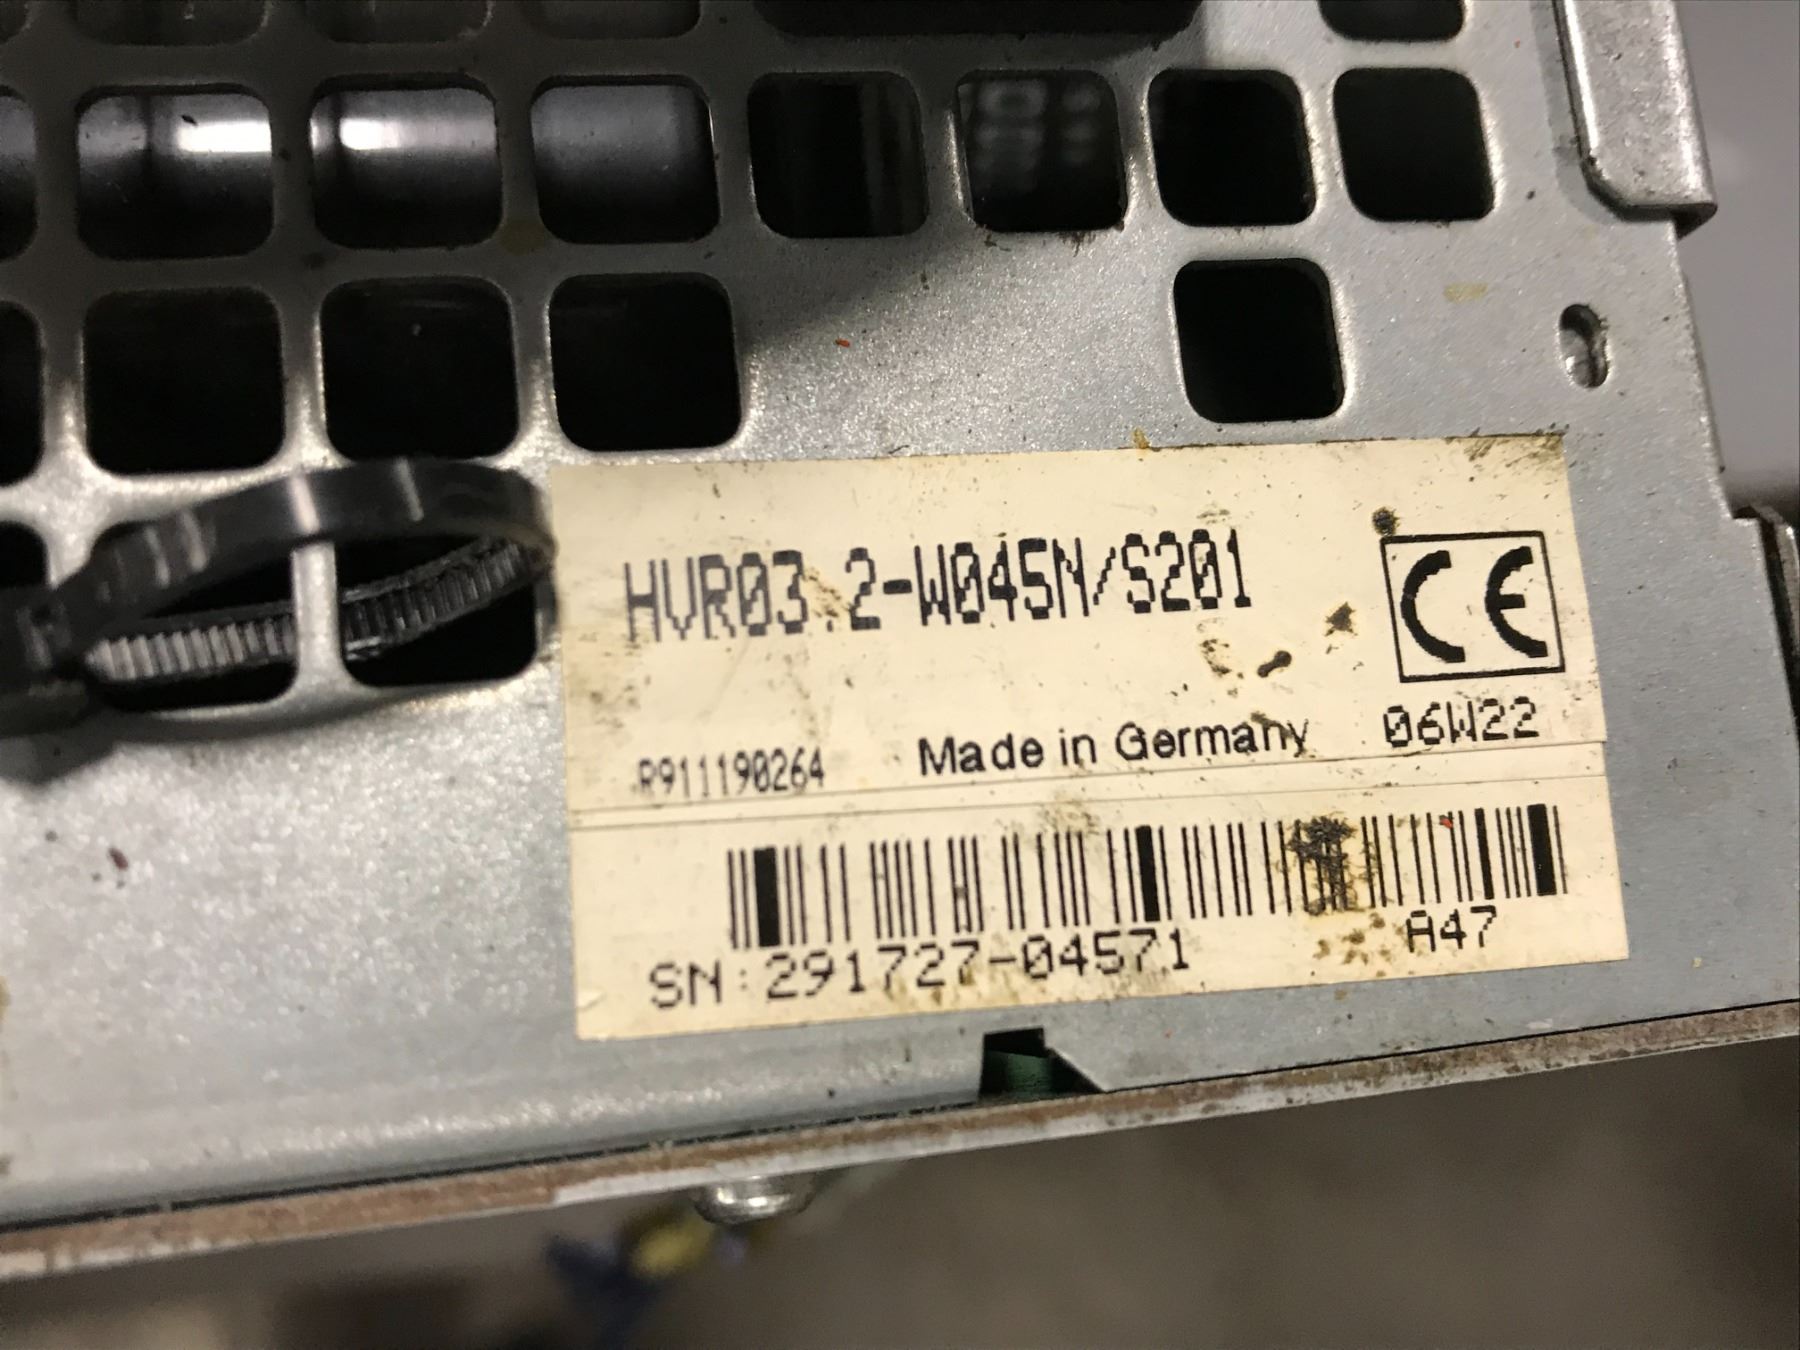 HVR03.2-W045N/S201
CE
R911190264 Made in Germany 06W22
SN:291727-04571 A47